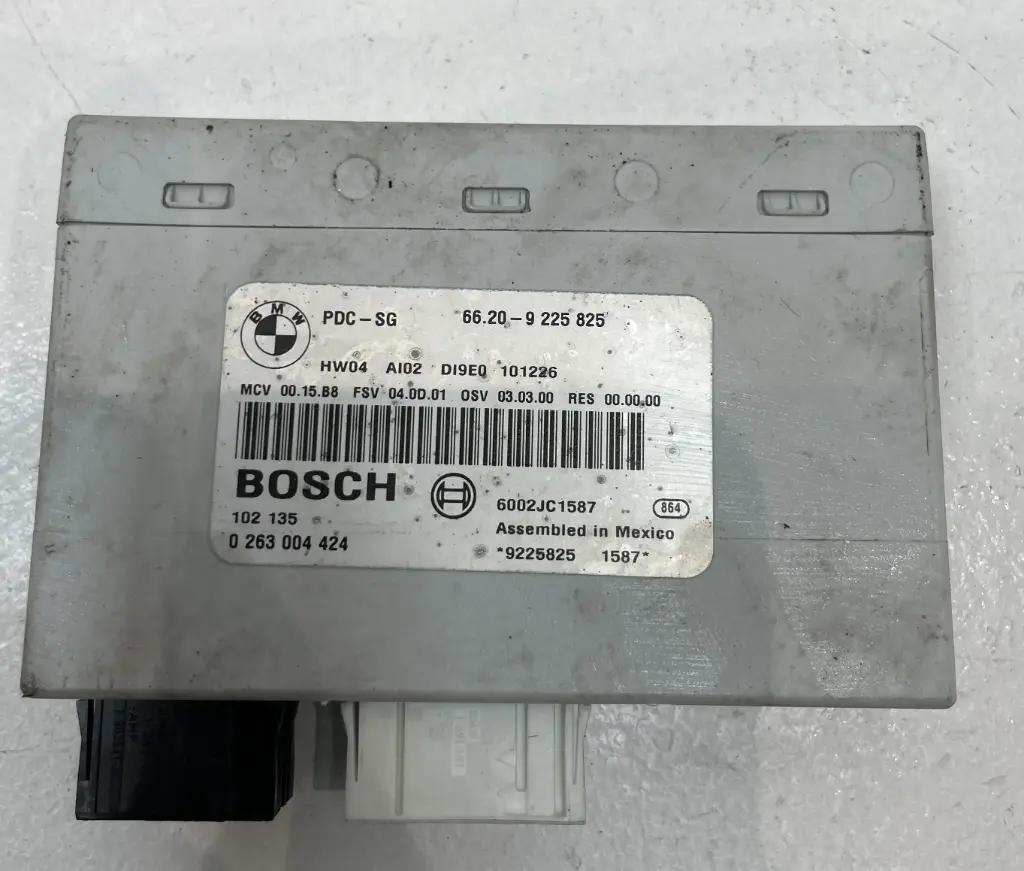 BMW
PDC-SG 66.20-9 225 825
HW04 AI02 DI9E0 101226
MCV 00.15.B8 FSV 04.0D.01 OSV 03.03.00 RES 00.00.00
BOSCH
6002JC1587 864
102 135
Assembled in Mexico
0 263 004 424
*9225825 1587*